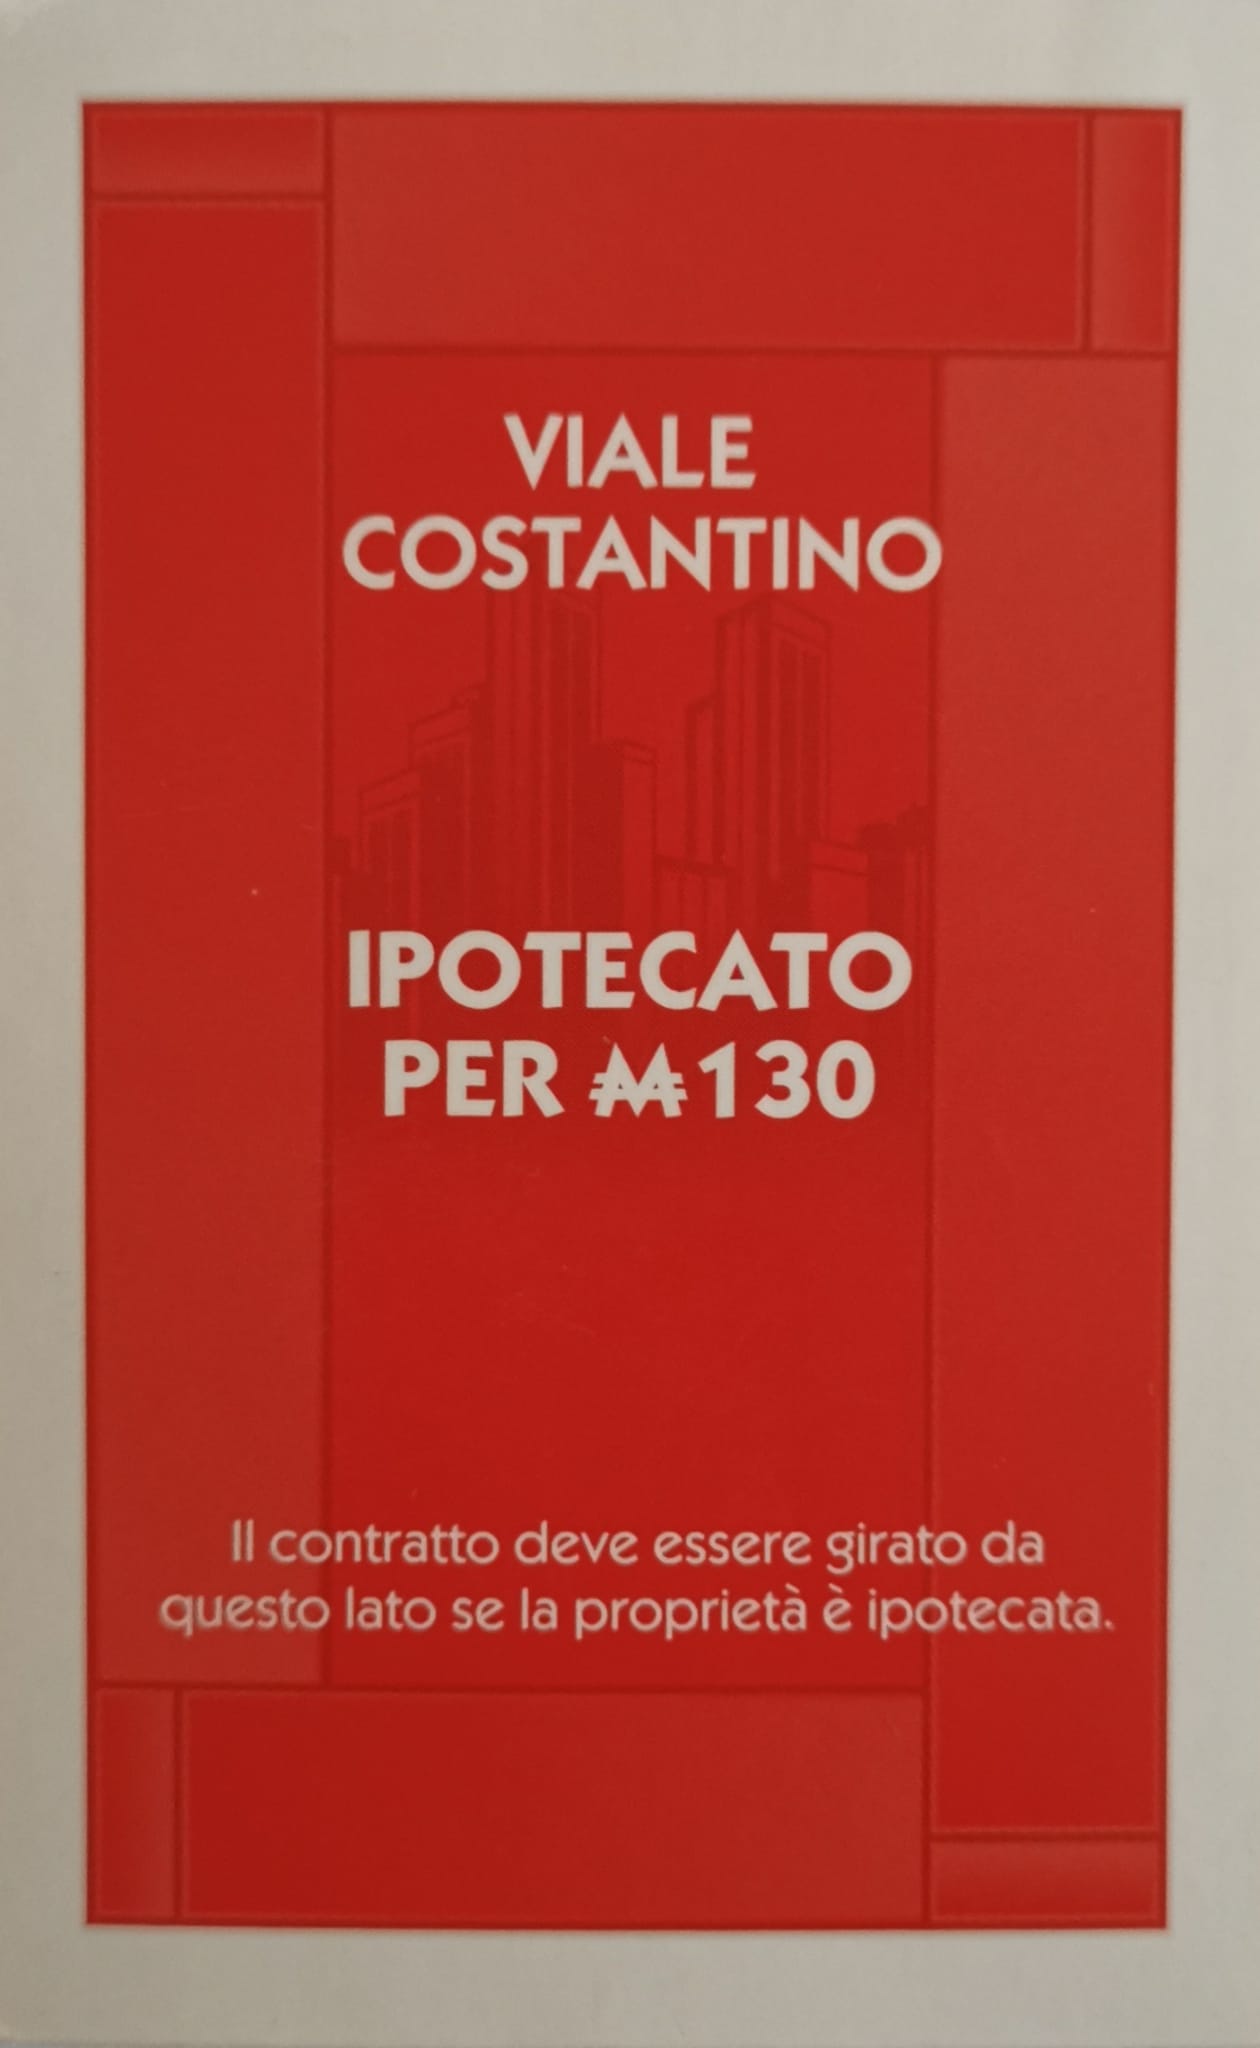 VIALE
COSTANTINO
IPOTECATO
PER ₩130
Il contratto deve essere girato da
questo lato se la proprietà è ipotecata.